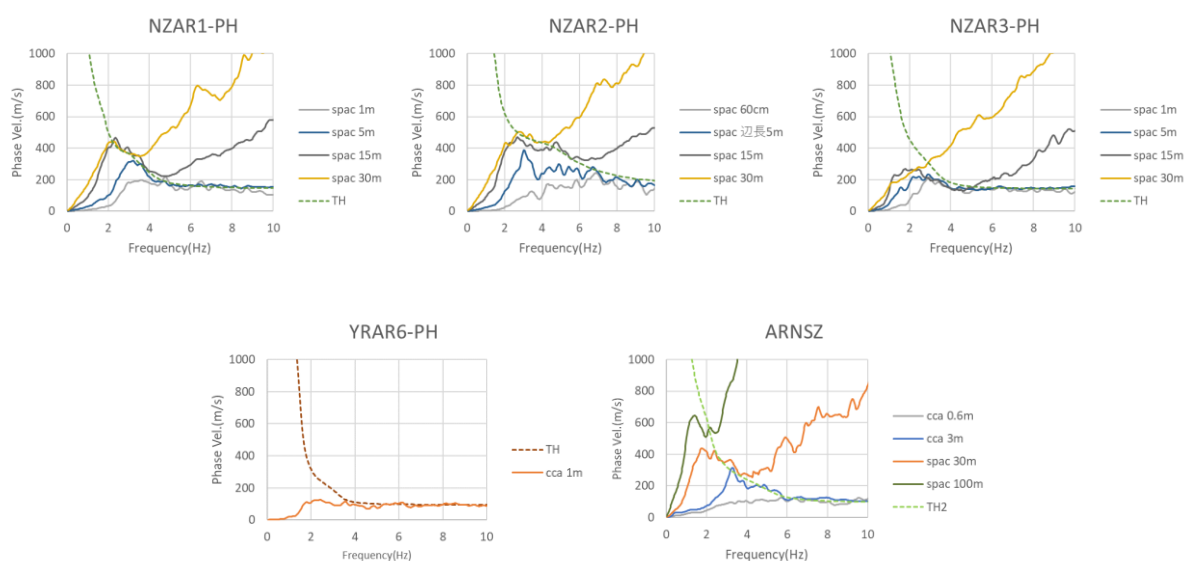 NZAR1-PH
1000
800
600
400
200
0
Phase Vel.(m/s)
0 2 4 6 8 10
Frequency(Hz)
spac 1m
spac 5m
spac 15m
spac 30m
TH
NZAR2-PH
1000
800
600
400
200
0
Phase Vel.(m/s)
0 2 4 6 8 10
Frequency(Hz)
spac 60cm
spac 辺長5m
spac 15m
spac 30m
TH
NZAR3-PH
1000
800
600
400
200
0
Phase Vel.(m/s)
0 2 4 6 8 10
Frequency(Hz)
spac 1m
spac 5m
spac 15m
spac 30m
TH
YRAR6-PH
1000
800
600
400
200
0
Phase Vel.(m/s)
0 2 4 6 8 10
Frequency(Hz)
TH
cca 1m
ARNSZ
1000
800
600
400
200
0
Phase Vel.(m/s)
0 2 4 6 8 10
Frequency(Hz)
cca 0.6m
cca 3m
spac 30m
spac 100m
TH2